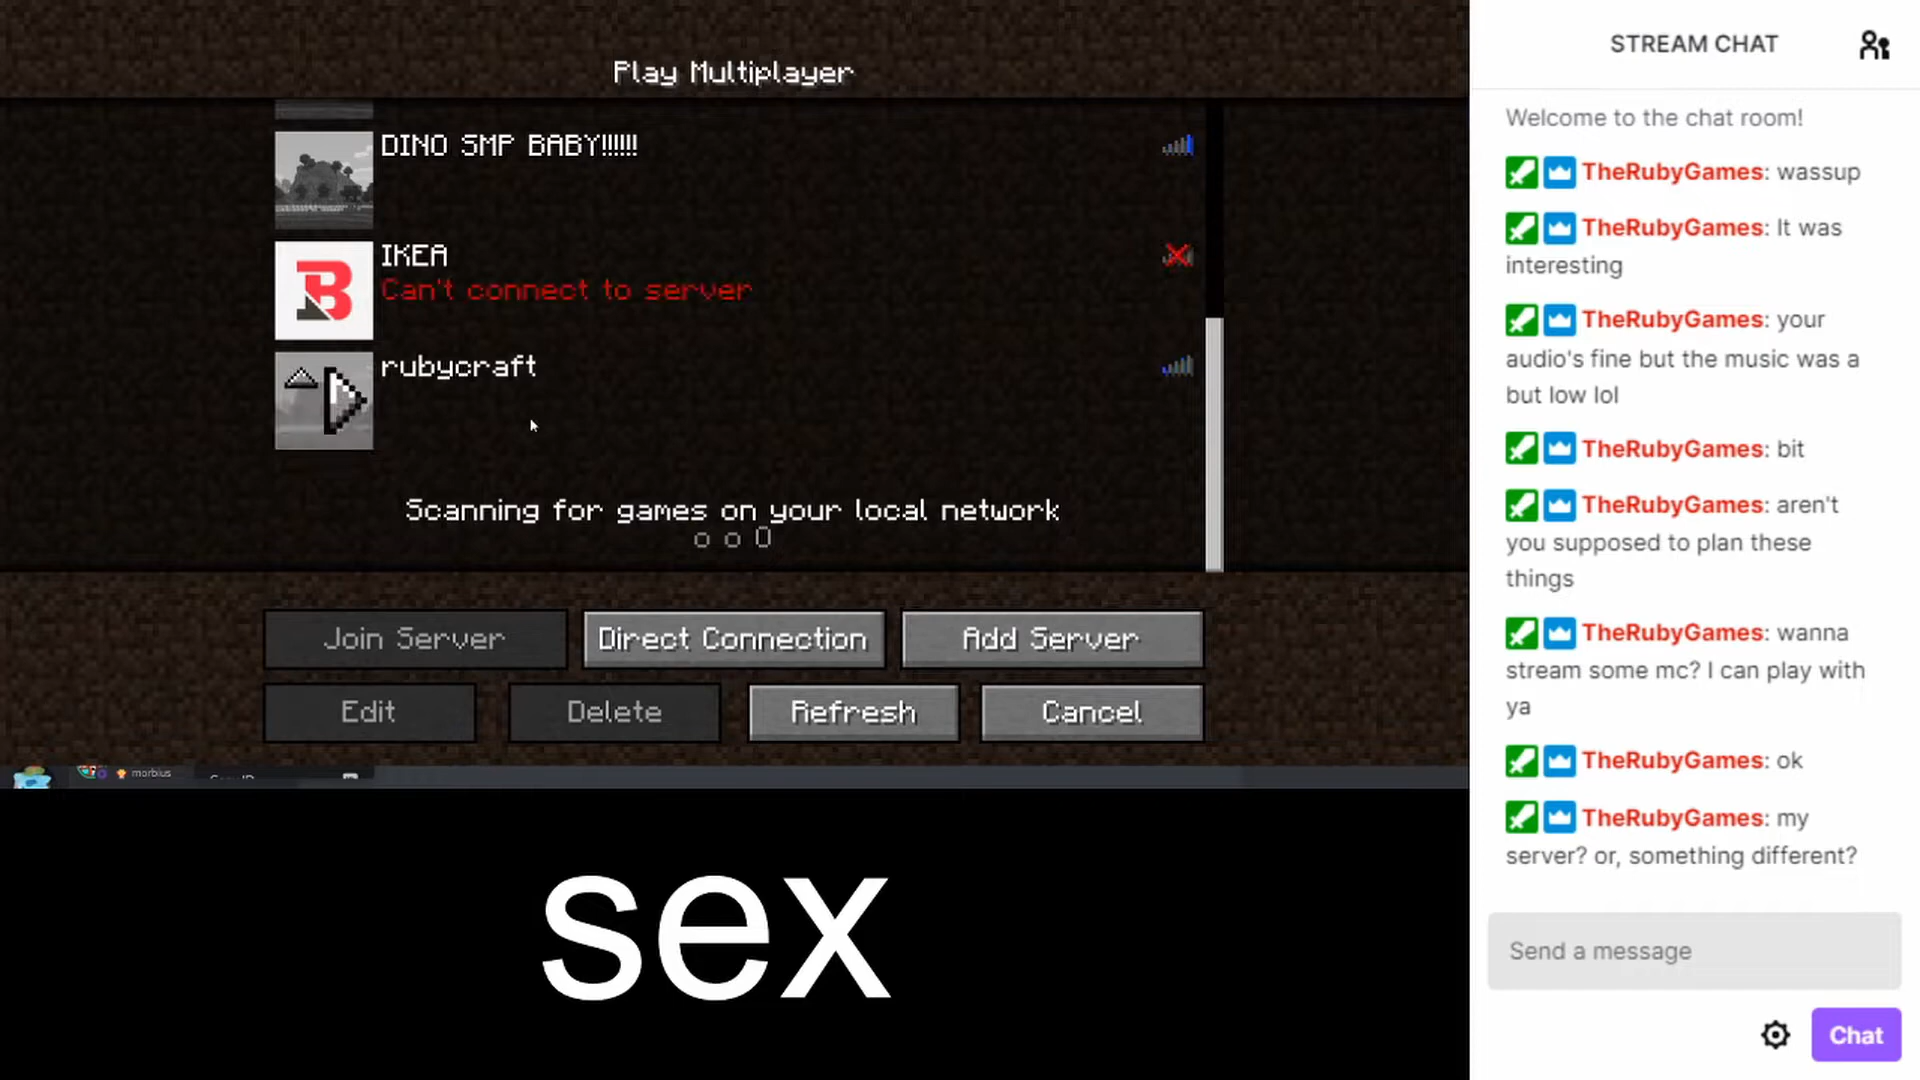 Play Multiplayer
DINO SMP BABY!!!!!!
IKEA
Can't connect to server
rubycraft
Scanning for games on your local network
o o O
Join Server
Direct Connection
Add Server
Edit
Delete
Refresh
Cancel
morbius
sex
STREAM CHAT
Welcome to the chat room!
TheRubyGames: wassup
TheRubyGames: It was
interesting
TheRubyGames: your
audio's fine but the music was a
but low lol
TheRubyGames: bit
TheRubyGames: aren't
you supposed to plan these
things
TheRubyGames: wanna
stream some mc? I can play with
ya
TheRubyGames: ok
TheRubyGames: my
server? or, something different?
Send a message
Chat